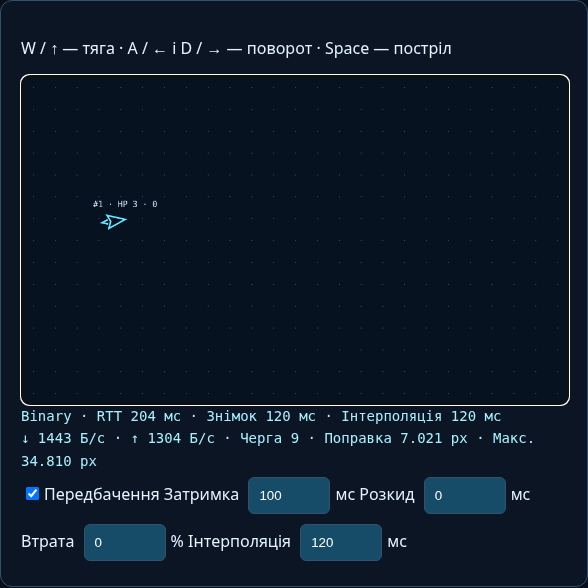 W / ↑ — тяга · A / ← і D / → — поворот · Space — постріл
#1 · HP 3 · 0
Binary · RTT 204 мс · Знімок 120 мс · Інтерполяція 120 мс
↓ 1443 Б/с · ↑ 1304 Б/с · Черга 9 · Поправка 7.021 px · Макс.
34.810 px
Передбачення Затримка 100 мс Розкид 0 мс
Втрата 0 % Інтерполяція 120 мс